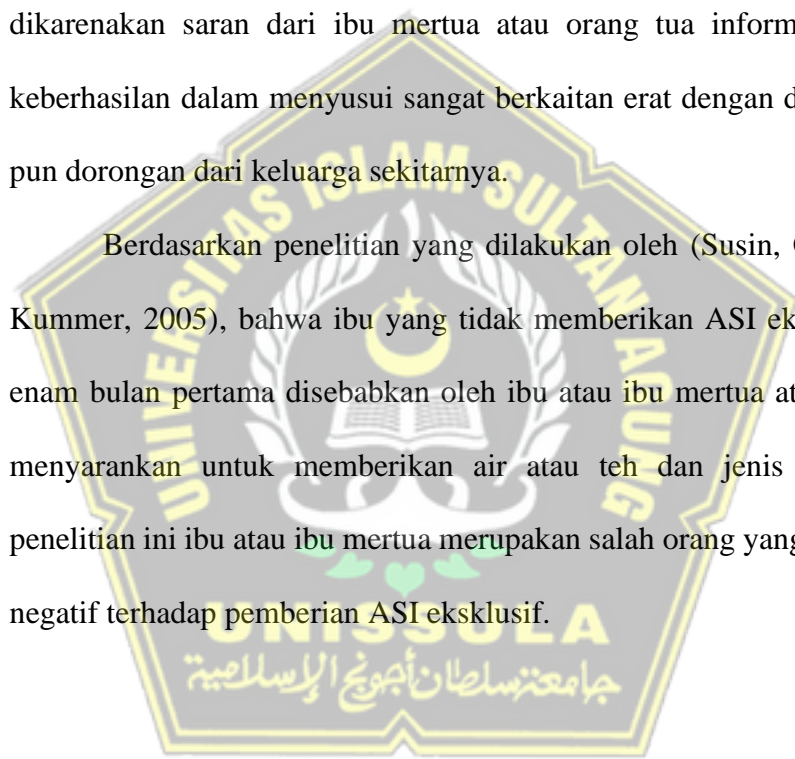 dikarenakan saran dari ibu mertua atau orang tua inform
keberhasilan dalam menyusui sangat berkaitan erat dengan d
pun dorongan dari keluarga sekitarnya.
Berdasarkan penelitian yang dilakukan oleh (Susin,
Kummer, 2005), bahwa ibu yang tidak memberikan ASI ek
enam bulan pertama disebabkan oleh ibu atau ibu mertua at
menyarankan untuk memberikan air atau teh dan jenis
penelitian ini ibu atau ibu mertua merupakan salah orang yang
negatif terhadap pemberian ASI eksklusif.
UNIVERSITAS ISLAM SULTAN AGUNG
UNISSULA
جامعة سلطان أجونج الإسلامية